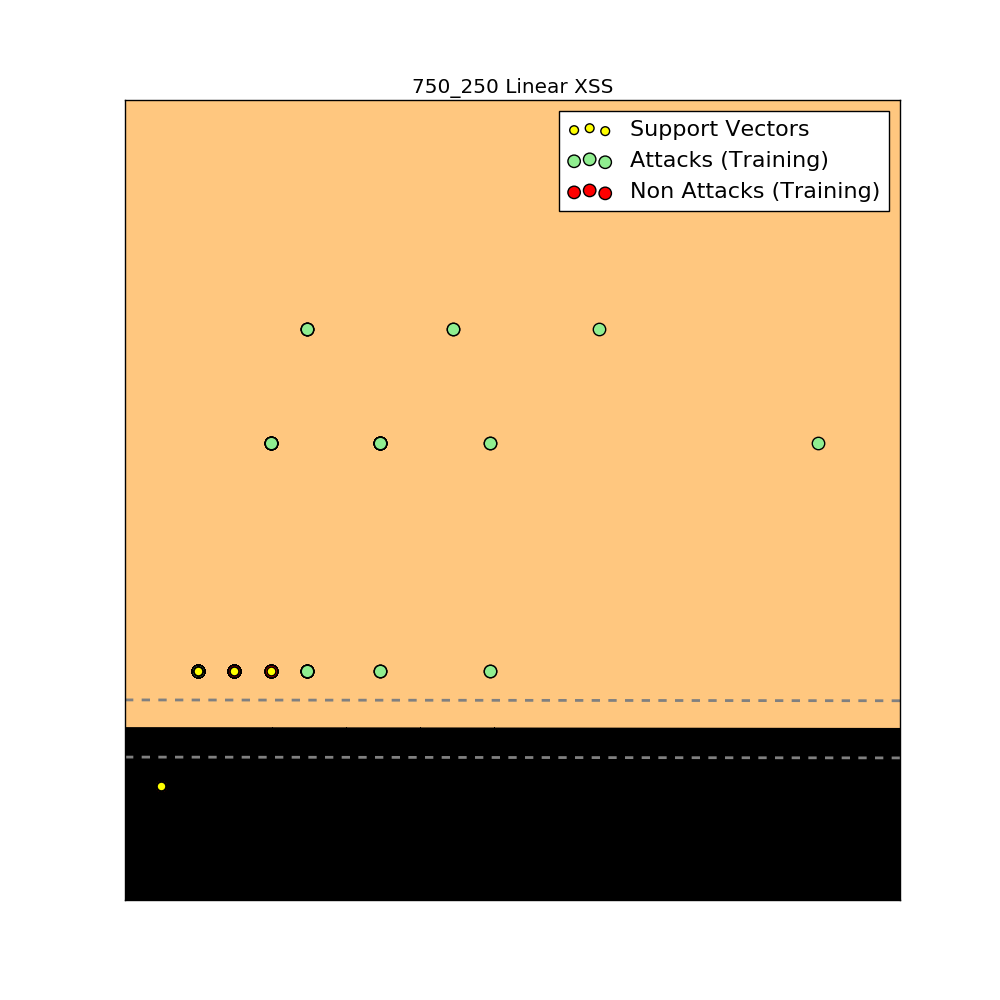 750_250 Linear XSS
Support Vectors
Attacks (Training)
Non Attacks (Training)